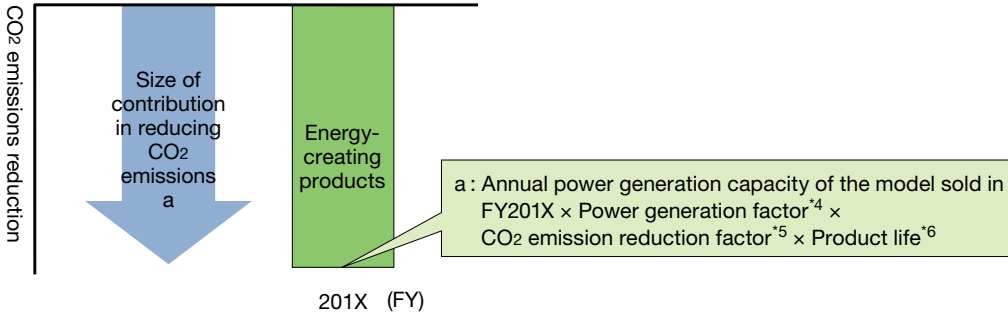 CO2 emissions reduction
Size of
contribution
in reducing
CO2
emissions
a
Energy-
creating
products
a : Annual power generation capacity of the model sold in
FY201X × Power generation factor*4 ×
CO2 emission reduction factor*5 × Product life*6
201X (FY)